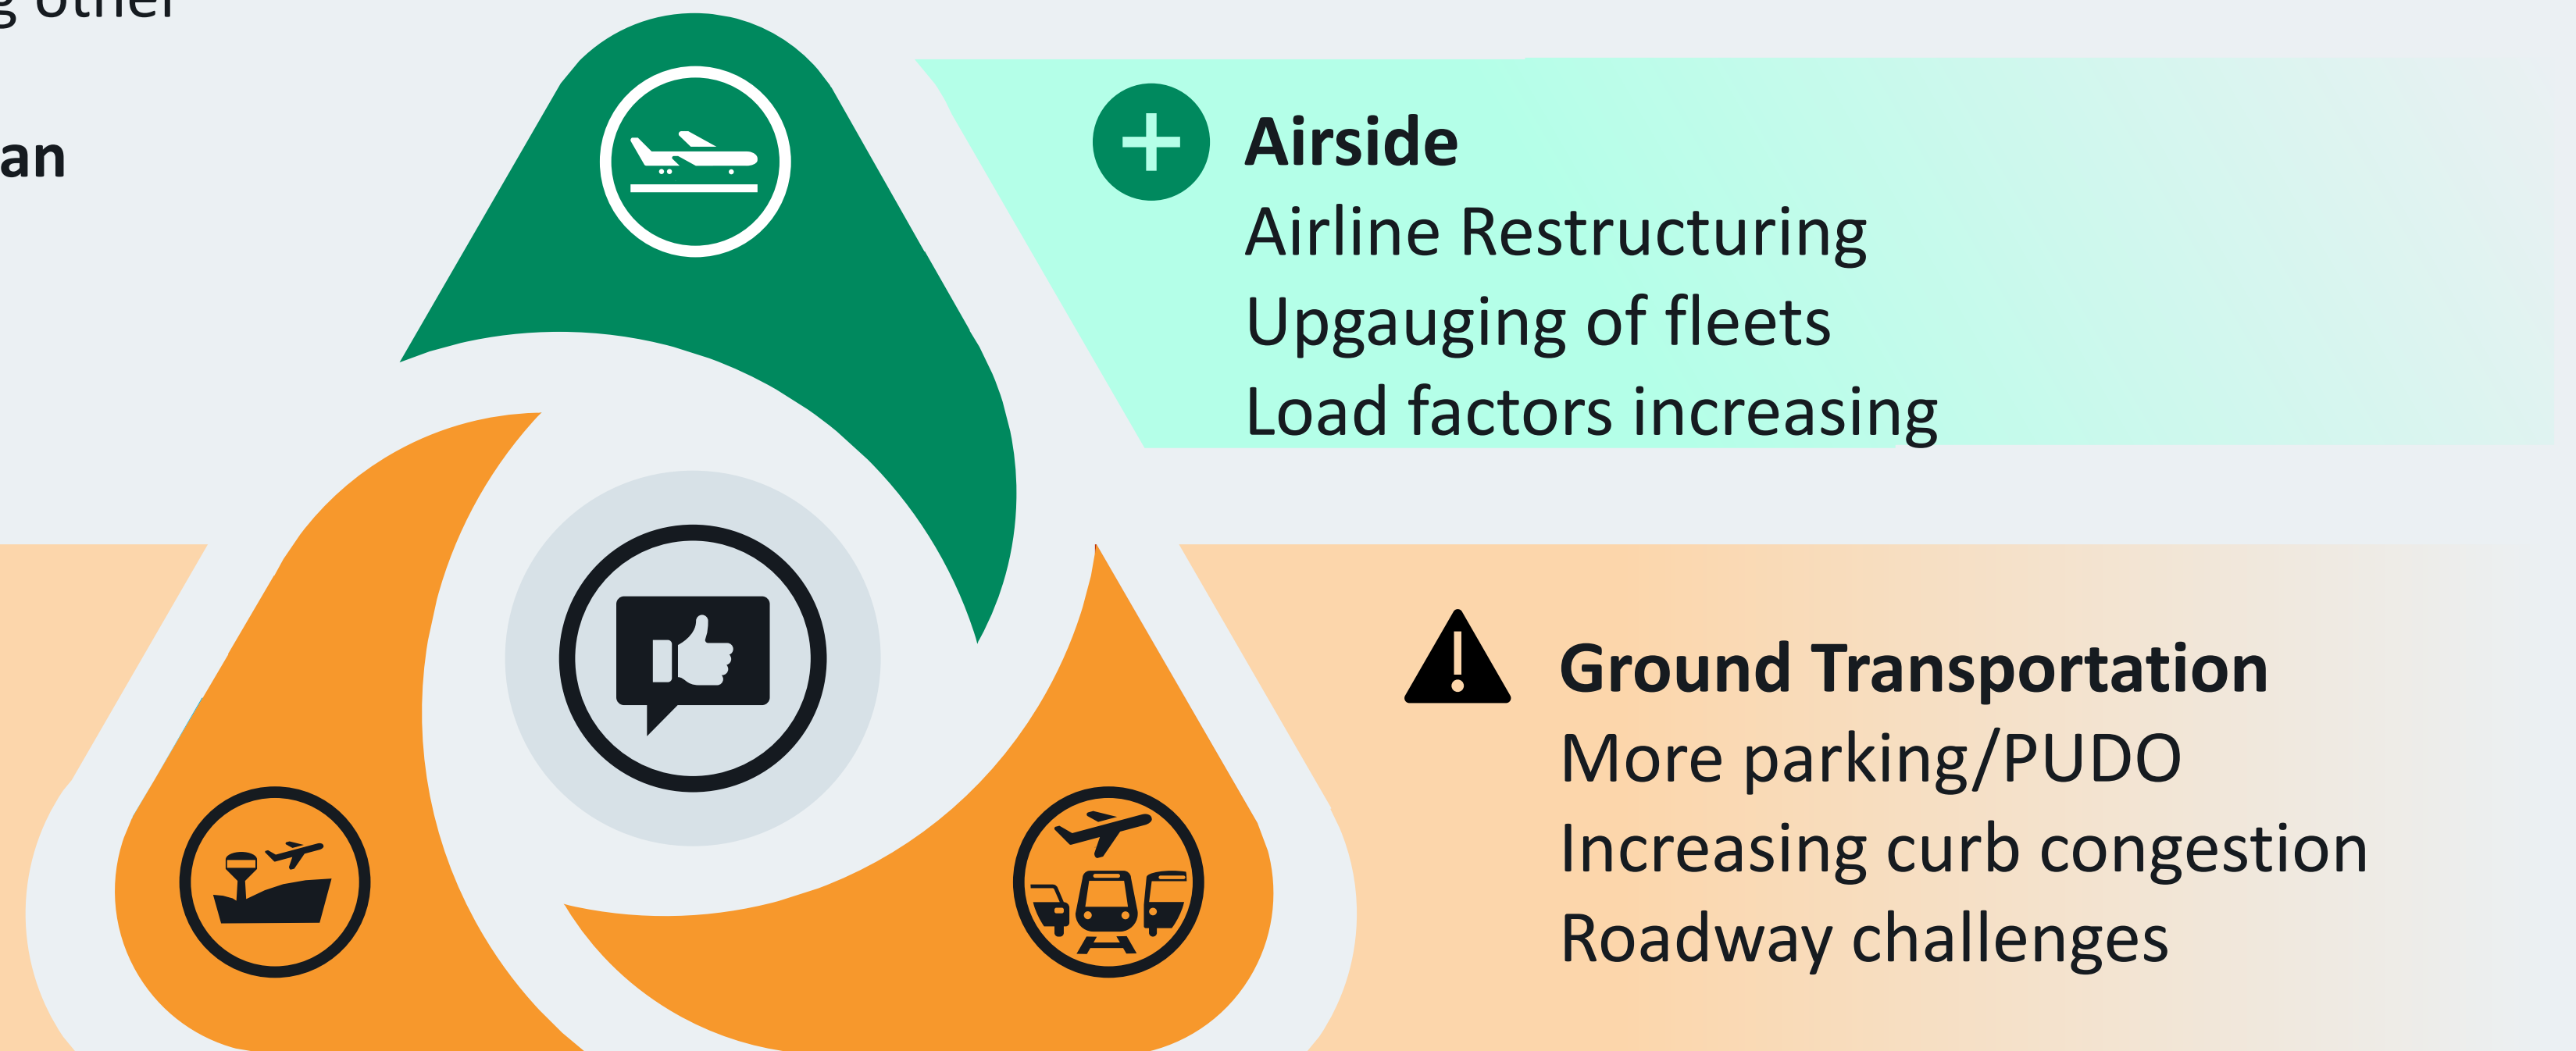 other
an
Airside
Airline Restructuring
Upgauging of fleets
Load factors increasing
Ground Transportation
More parking/PUDO
Increasing curb congestion
Roadway challenges